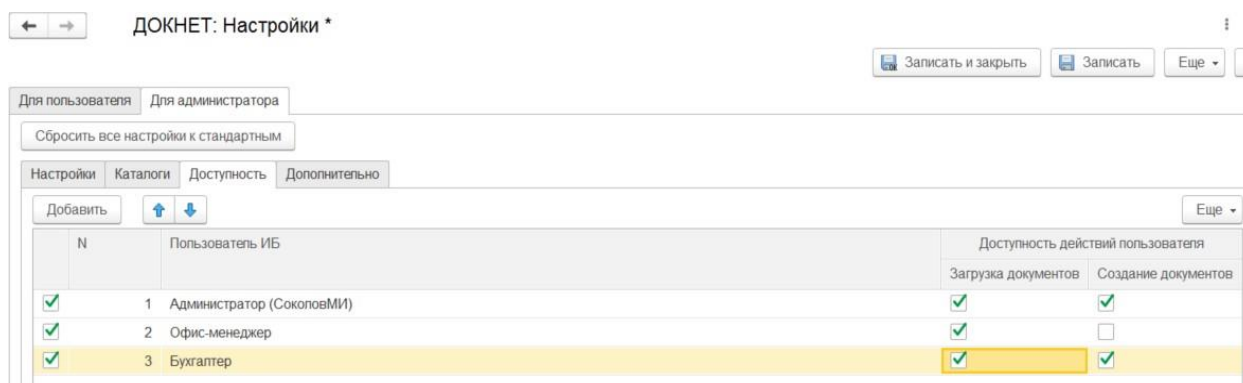 ДОКНЕТ: Настройки *
Записать и закрыть Записать Еще
Для пользователя Для администратора
Сбросить все настройки к стандартным
Настройки Каталоги Доступность Дополнительно
Добавить Еще
N Пользователь ИБ Доступность действий пользователя
Загрузка документов Создание документов
1 Администратор (СоколовМИ)
2 Офис-менеджер
3 Бухгалтер